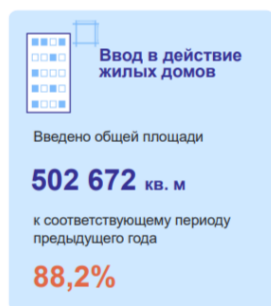 Ввод в действие
жилых домов
Введено общей площади
502 672 кв. м
к соответствующему периоду
предыдущего года
88,2%